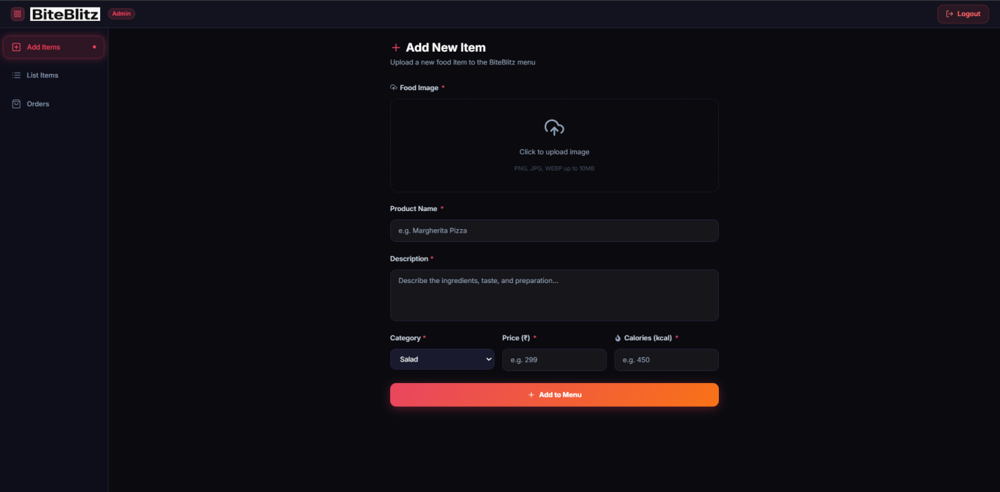 BiteBlitz Admin
Logout
Add Items
List Items
Orders
Add New Item
Upload a new food item to the BiteBlitz menu
Food Image *
Click to upload image
PNG, JPG, WEBP up to 10MB
Product Name *
e.g. Margherita Pizza
Description *
Describe the ingredients, taste, and preparation...
Category * Price (₹) * Calories (kcal) *
Salad e.g. 299 e.g. 450
+ Add to Menu